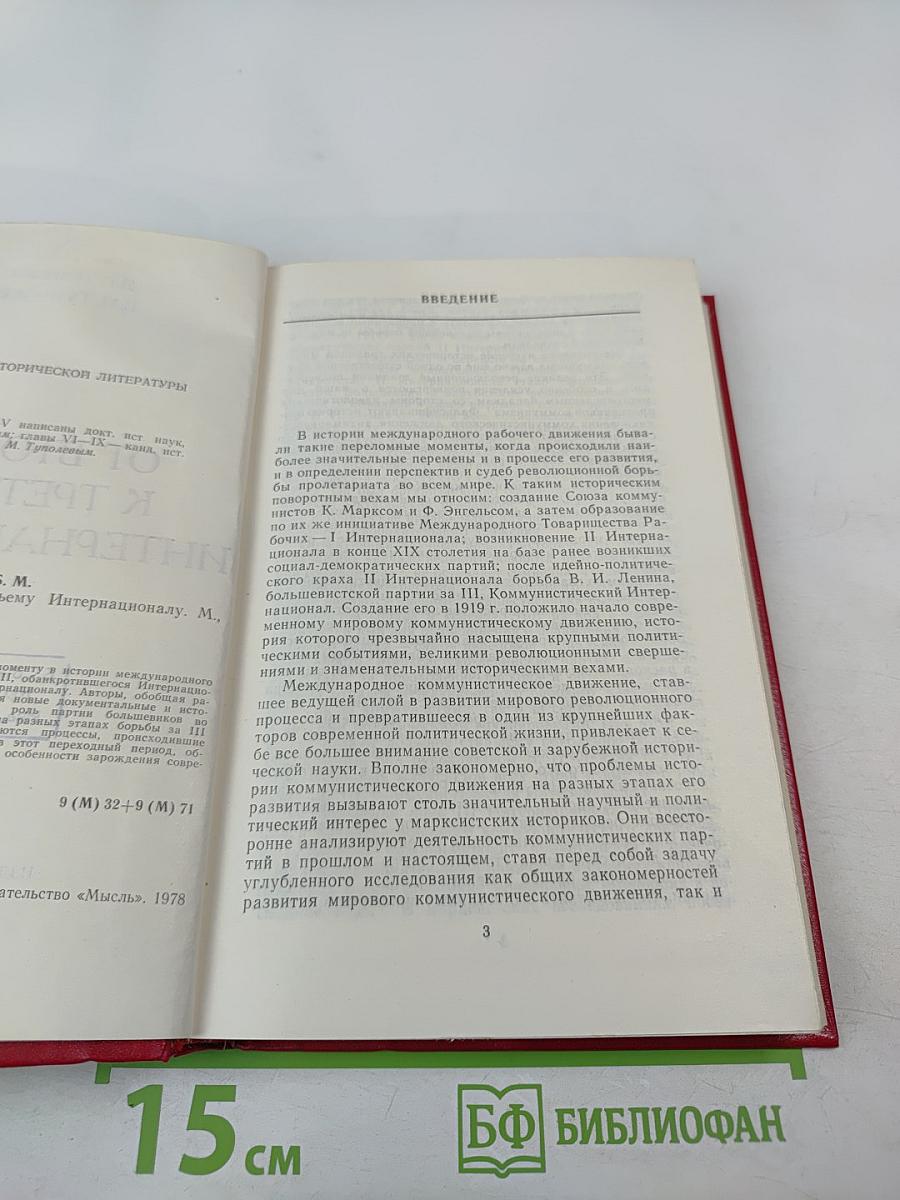 ТОРИЧЕСКОЙ ЛИТЕРАТУРЫ
V написаны докт. ист. наук,
главы VI—IX — канд. ист.
М. Туполевым.
Б. М.
ьему Интернационалу. М.,
моменту в истории международного
II, обанкротившегося Интернацио-
рнационалу. Авторы, обобщая ра-
я новые документальные и исто-
роль партии большевиков во
на разных этапах борьбы за III
ются процессы, происходившие
в этот переходный период, об-
особенности зарождения совре-
9 (М) 32+9 (М) 71
ательство «Мысль». 1978
ВВЕДЕНИЕ
В истории международного рабочего движения быва-
ли такие переломные моменты, когда происходили наи-
более значительные перемены и в процессе его развития,
и в определении перспектив и судеб революционной борь-
бы пролетариата во всем мире. К таким историческим
поворотным вехам мы относим: создание Союза комму-
нистов К. Марксом и Ф. Энгельсом, а затем образование
по их же инициативе Международного Товарищества Ра-
бочих — I Интернационала; возникновение II Интерна-
ционала в конце XIX столетия на базе ранее возникших
социал-демократических партий; после идейно-политиче-
ского краха II Интернационала борьба В. И. Ленина,
большевистской партии за III, Коммунистический Интер-
национал. Создание его в 1919 г. положило начало совре-
менному мировому коммунистическому движению, исто-
рия которого чрезвычайно насыщена крупными полити-
ческими событиями, великими революционными сверше-
ниями и знаменательными историческими вехами.
Международное коммунистическое движение, став-
шее ведущей силой в развитии мирового революционного
процесса и превратившееся в один из крупнейших фак-
торов современной политической жизни, привлекает к се-
бе все большее внимание советской и зарубежной истори-
ческой науки. Вполне закономерно, что проблемы исто-
рии коммунистического движения на разных этапах его
развития вызывают столь значительный научный и поли-
тический интерес у марксистских историков. Они всесто-
ронне анализируют деятельность коммунистических пар-
тий в прошлом и настоящем, ставя перед собой задачу
углубленного исследования как общих закономерностей
развития мирового коммунистического движения, так и
3
15 см
БФ БИБЛИОФАН